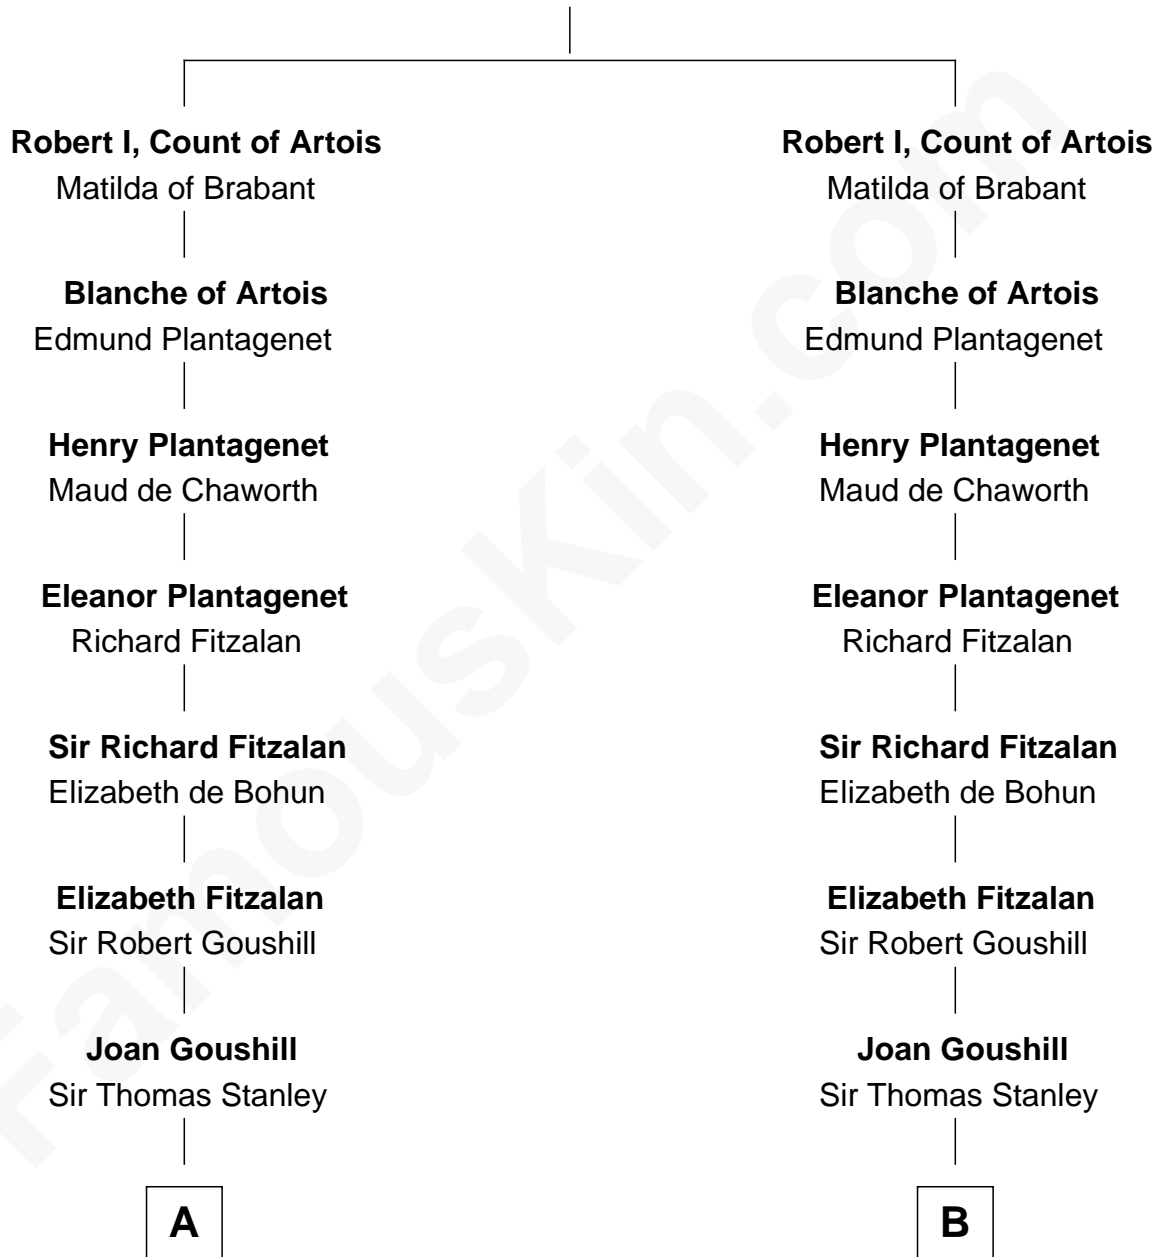 Robert I, Count of Artois
Matilda of Brabant
Blanche of Artois
Edmund Plantagenet
Henry Plantagenet
Maud de Chaworth
Eleanor Plantagenet
Richard Fitzalan
Sir Richard Fitzalan
Elizabeth de Bohun
Elizabeth Fitzalan
Sir Robert Goushill
Joan Goushill
Sir Thomas Stanley
A
Robert I, Count of Artois
Matilda of Brabant
Blanche of Artois
Edmund Plantagenet
Henry Plantagenet
Maud de Chaworth
Eleanor Plantagenet
Richard Fitzalan
Sir Richard Fitzalan
Elizabeth de Bohun
Elizabeth Fitzalan
Sir Robert Goushill
Joan Goushill
Sir Thomas Stanley
B
FamousKin.com